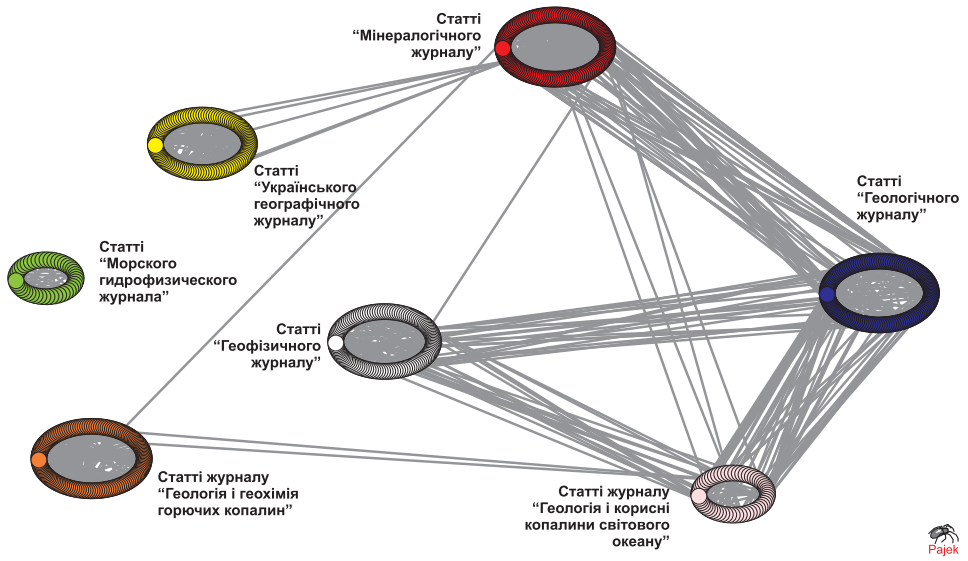 Статті
“Мінералогічного
журналу”
Статті
“Українського
географічного
журналу”
Статті
“Геологічного
журналу”
Статті
“Морского
гидрофизического
журнала”
Статті
“Геофізичного
журналу”
Статті журналу
“Геологія і геохімія
горючих копалин”
Статті журналу
“Геологія і корисні
копалини світового
океану”
Pajek